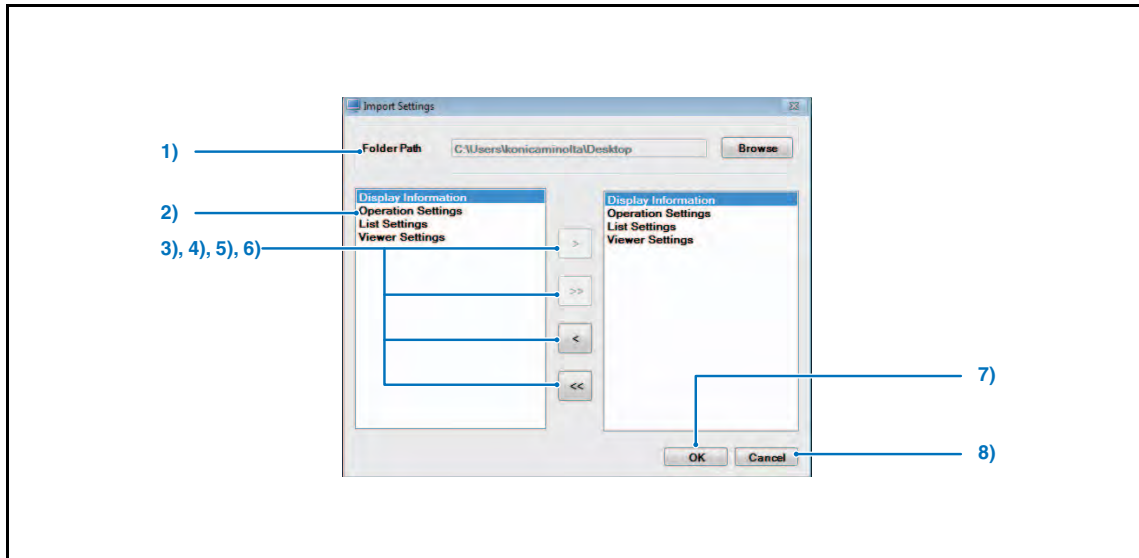 Import Settings
1)
Folder Path
C:\Users\konicaminolta\Desktop
Browse
2)
3), 4), 5), 6)
Display Information
Operation Settings
List Settings
Viewer Settings
>
>>
<
<<
Display Information
Operation Settings
List Settings
Viewer Settings
7)
OK
Cancel
8)